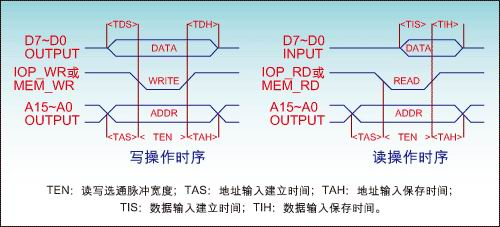 <TDS> <TDH> <TIS> <TIH>
D7~D0 DATA D7~D0 DATA
OUTPUT INPUT
IOP_WR或 WRITE IOP_RD或 READ
MEM_WR MEM_RD
A15~A0 ADDR A15~A0 ADDR
OUTPUT OUTPUT
<TAS> < TEN > <TAH> <TAS> < TEN > <TAH>
写操作时序 读操作时序
TEN：读写选通脉冲宽度；TAS：地址输入建立时间；TAH：地址输入保存时间；
TIS：数据输入建立时间；TIH：数据输入保存时间。